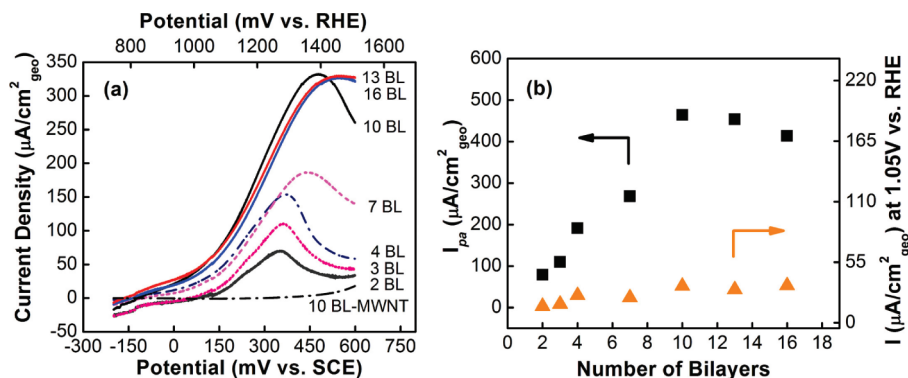 Potential (mV vs. RHE)
750 1000 1250 1500
Current Density (µA/cm²geo)
350
300
250
200
150
100
50
0
-50
(a)
13 BL
16 BL
10 BL
7 BL
4 BL
3 BL
2 BL
10 BL-MWNT
-300 -150 0 150 300 450 600 750
Potential (mV vs. SCE)
Ipa (µA/cm²geo)
600
500
400
300
200
100
0
(b)
220
165
110
55
0
I (µA/cm²geo) at 1.05V vs. RHE
0 2 4 6 8 10 12 14 16 18
Number of Bilayers